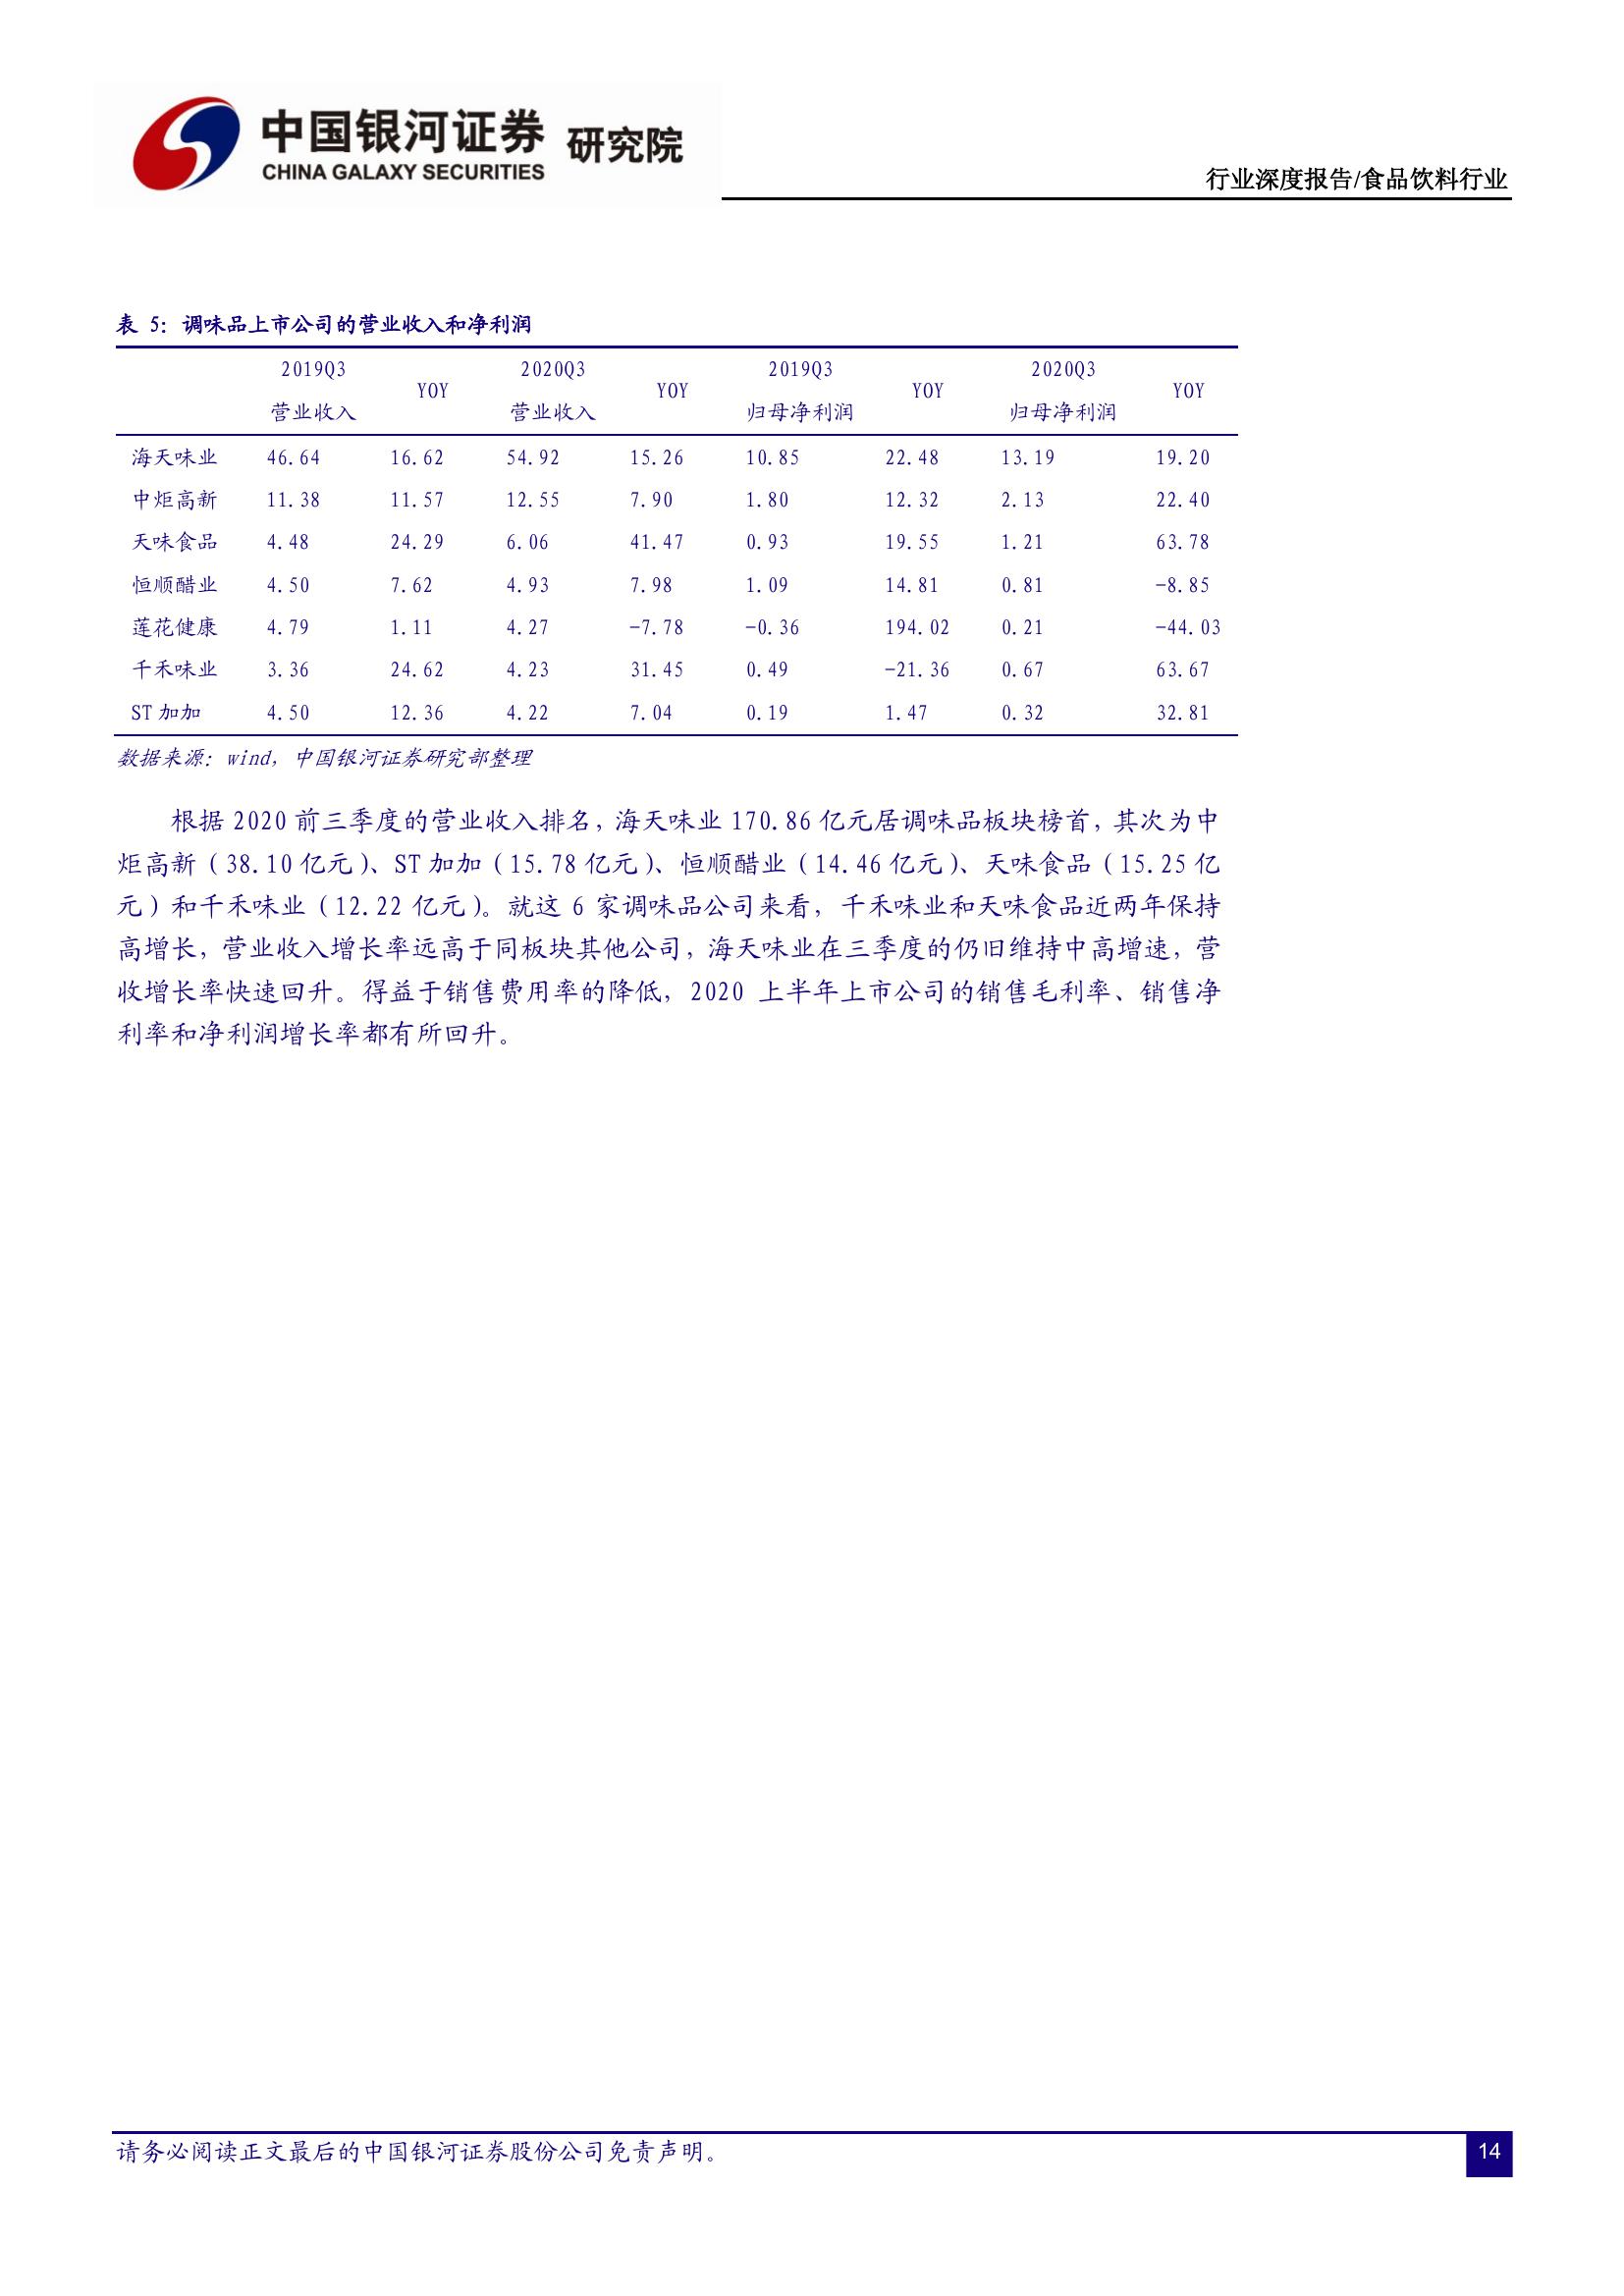 中国银河证券 研究院
CHINA GALAXY SECURITIES
行业深度报告/食品饮料行业
表 5：调味品上市公司的营业收入和净利润
2019Q3 营业收入 YOY 2020Q3 营业收入 YOY 2019Q3 归母净利润 YOY 2020Q3 归母净利润 YOY
海天味业 46.64 16.62 54.92 15.26 10.85 22.48 13.19 19.20
中炬高新 11.38 11.57 12.55 7.90 1.80 12.32 2.13 22.40
天味食品 4.48 24.29 6.06 41.47 0.93 19.55 1.21 63.78
恒顺醋业 4.50 7.62 4.93 7.98 1.09 14.81 0.81 -8.85
莲花健康 4.79 1.11 4.27 -7.78 -0.36 194.02 0.21 -44.03
千禾味业 3.36 24.62 4.23 31.45 0.49 -21.36 0.67 63.67
ST 加加 4.50 12.36 4.22 7.04 0.19 1.47 0.32 32.81
数据来源：wind，中国银河证券研究部整理
根据 2020 前三季度的营业收入排名，海天味业 170.86 亿元居调味品板块榜首，其次为中
炬高新（38.10 亿元）、ST 加加（15.78 亿元）、恒顺醋业（14.46 亿元）、天味食品（15.25 亿
元）和千禾味业（12.22 亿元）。就这 6 家调味品公司来看，千禾味业和天味食品近两年保持
高增长，营业收入增长率远高于同板块其他公司，海天味业在三季度的仍旧维持中高增速，营
收增长率快速回升。得益于销售费用率的降低，2020 上半年上市公司的销售毛利率、销售净
利率和净利润增长率都有所回升。
请务必阅读正文最后的中国银河证券股份公司免责声明。
14